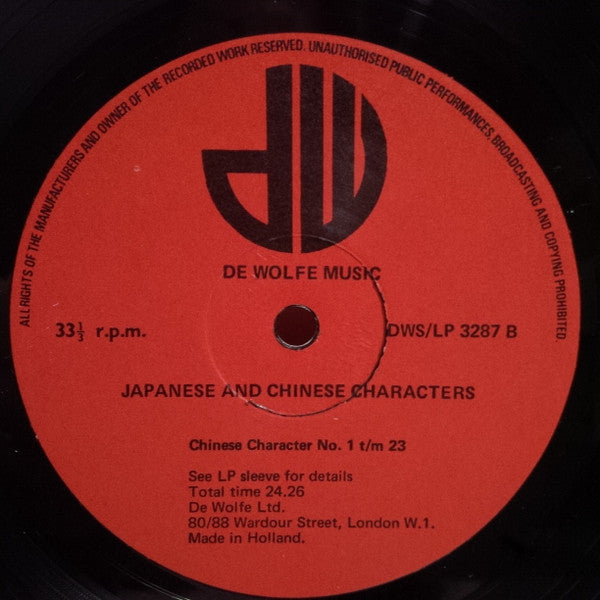 ALL RIGHTS OF THE MANUFACTURERS AND OWNER OF THE RECORDED WORK RESERVED. UNAUTHORISED PUBLIC PERFORMANCES, BROADCASTING AND COPYING PROHIBITED
dW
DE WOLFE MUSIC
33⅓ r.p.m.
DWS/LP 3287 B
JAPANESE AND CHINESE CHARACTERS
Chinese Character No. 1 t/m 23
See LP sleeve for details
Total time 24.26
De Wolfe Ltd.
80/88 Wardour Street, London W.1.
Made in Holland.